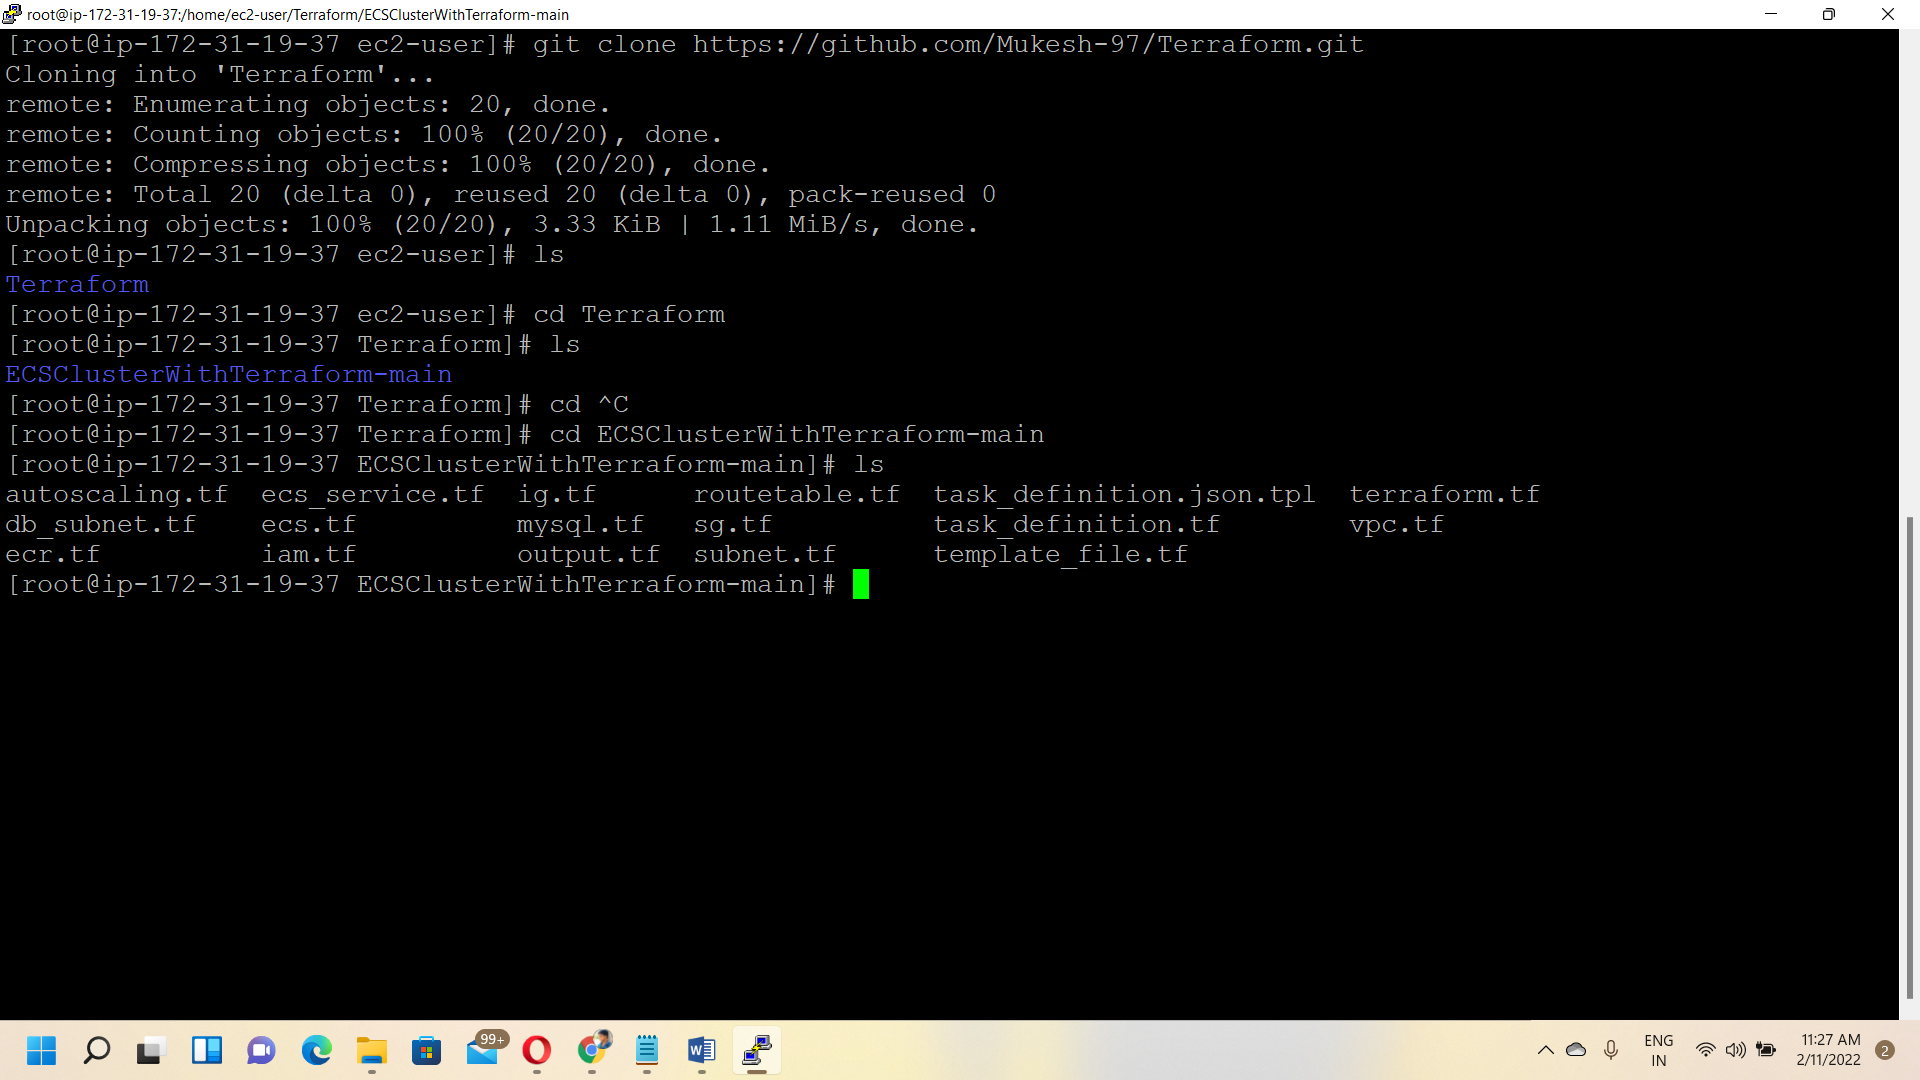 root@ip-172-31-19-37:/home/ec2-user/Terraform/ECSClusterWithTerraform-main
[root@ip-172-31-19-37 ec2-user]# git clone https://github.com/Mukesh-97/Terraform.git
Cloning into 'Terraform'...
remote: Enumerating objects: 20, done.
remote: Counting objects: 100% (20/20), done.
remote: Compressing objects: 100% (20/20), done.
remote: Total 20 (delta 0), reused 20 (delta 0), pack-reused 0
Unpacking objects: 100% (20/20), 3.33 KiB | 1.11 MiB/s, done.
[root@ip-172-31-19-37 ec2-user]# ls
Terraform
[root@ip-172-31-19-37 ec2-user]# cd Terraform
[root@ip-172-31-19-37 Terraform]# ls
ECSClusterWithTerraform-main
[root@ip-172-31-19-37 Terraform]# cd ^C
[root@ip-172-31-19-37 Terraform]# cd ECSClusterWithTerraform-main
[root@ip-172-31-19-37 ECSClusterWithTerraform-main]# ls
autoscaling.tf  ecs_service.tf  ig.tf      routetable.tf  task_definition.json.tpl  terraform.tf
db_subnet.tf    ecs.tf          mysql.tf   sg.tf          task_definition.tf        vpc.tf
ecr.tf          iam.tf          output.tf  subnet.tf      template_file.tf
[root@ip-172-31-19-37 ECSClusterWithTerraform-main]#
99+
ENG
IN
11:27 AM
2/11/2022
2